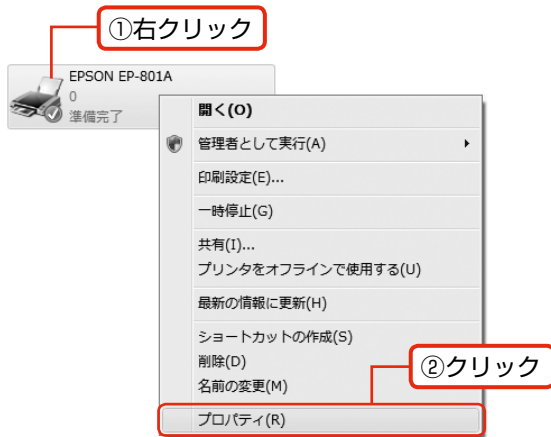 ①右クリック
EPSON EP-801A
0
準備完了
開く(O)
管理者として実行(A)
印刷設定(E)...
一時停止(G)
共有(I)...
プリンタをオフラインで使用する(U)
最新の情報に更新(H)
ショートカットの作成(S)
削除(D)
名前の変更(M)
②クリック
プロパティ(R)